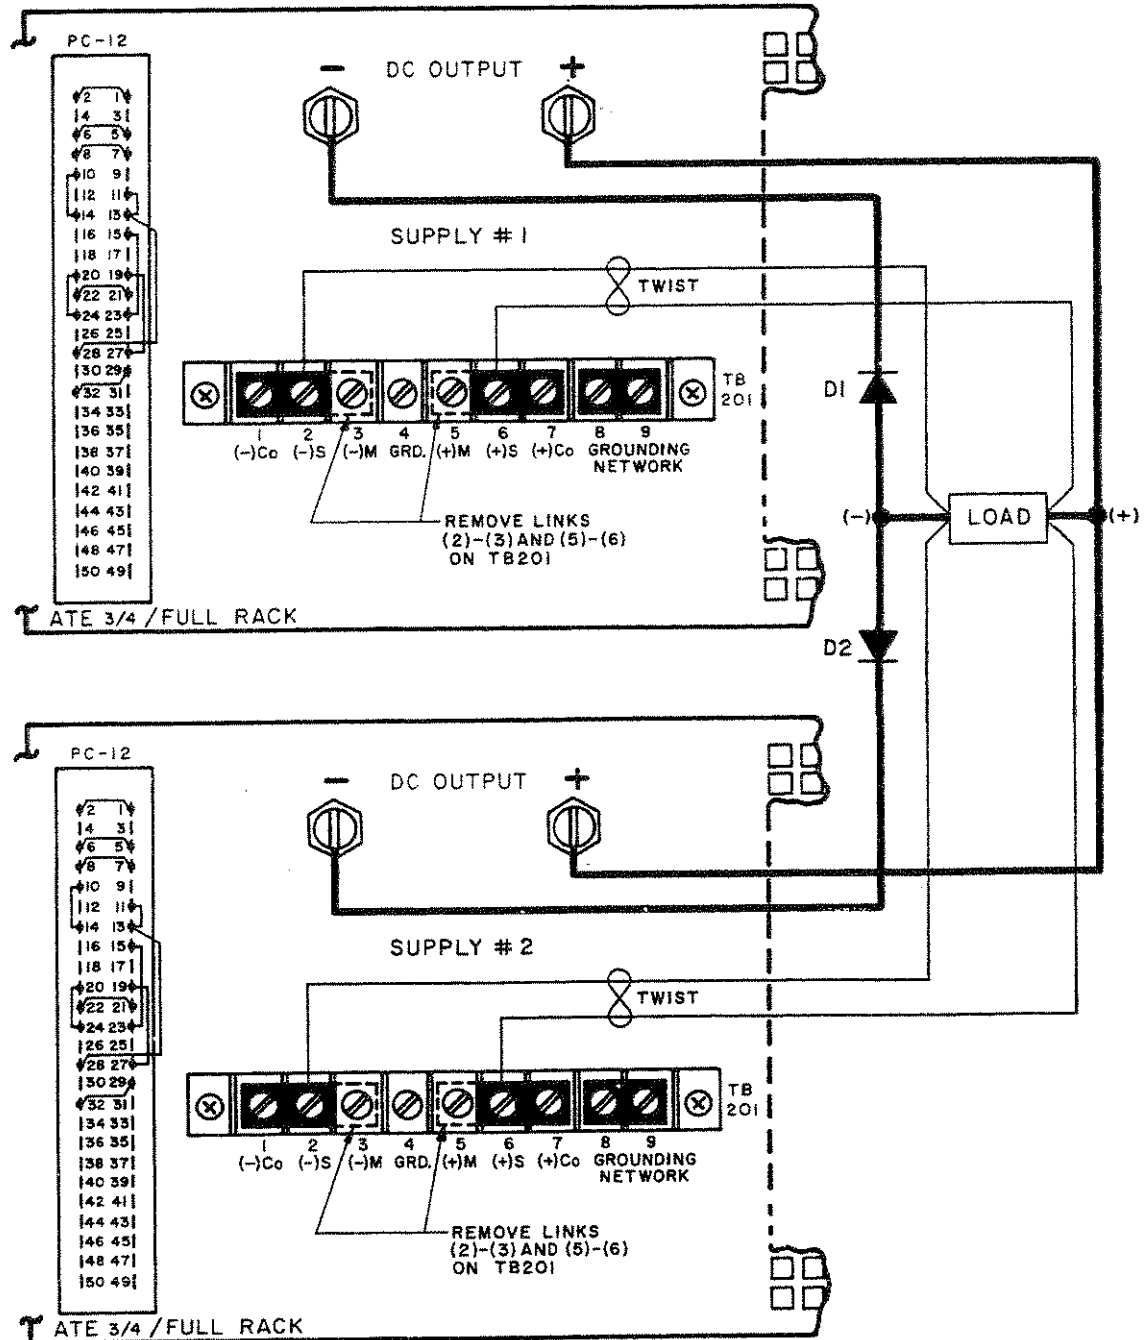 PC-12
− DC OUTPUT +
2 1
4 3
6 5
8 7
10 9
12 11
14 13
16 15
18 17
20 19
22 21
24 23
26 25
28 27
30 29
32 31
34 33
36 35
38 37
40 39
42 41
44 43
46 45
48 47
50 49
SUPPLY #1
TWIST
TB
201
1 2 3 4 5 6 7 8 9
(-)Co (-)S (-)M GRD. (+)M (+)S (+)Co GROUNDING
NETWORK
REMOVE LINKS
(2)-(3) AND (5)-(6)
ON TB201
ATE 3/4 / FULL RACK
D1
(-) LOAD (+)
D2
PC-12
− DC OUTPUT +
2 1
4 3
6 5
8 7
10 9
12 11
14 13
16 15
18 17
20 19
22 21
24 23
26 25
28 27
30 29
32 31
34 33
36 35
38 37
40 39
42 41
44 43
46 45
48 47
50 49
SUPPLY #2
TWIST
TB
201
1 2 3 4 5 6 7 8 9
(-)Co (-)S (-)M GRD. (+)M (+)S (+)Co GROUNDING
NETWORK
REMOVE LINKS
(2)-(3) AND (5)-(6)
ON TB201
ATE 3/4 / FULL RACK